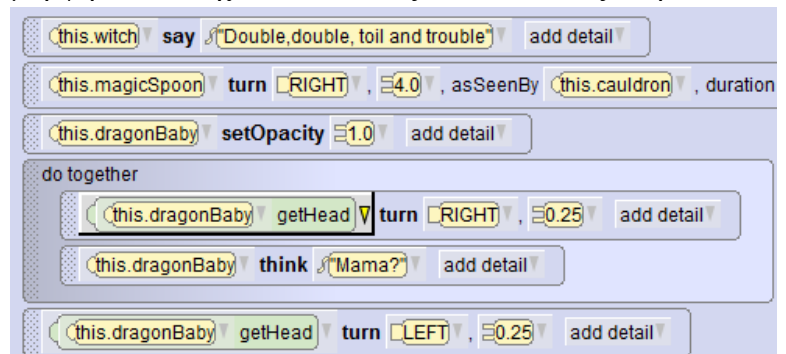 this.witch say "Double,double, toil and trouble" add detail
this.magicSpoon turn RIGHT , 4.0 , asSeenBy this.cauldron , duration
this.dragonBaby setOpacity 1.0 add detail
do together
this.dragonBaby getHead turn RIGHT , 0.25 add detail
this.dragonBaby think "Mama?" add detail
this.dragonBaby getHead turn LEFT , 0.25 add detail